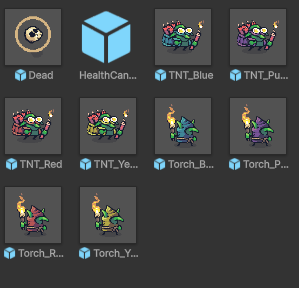 Dead
HealthCan...
TNT_Blue
TNT_Pu...
TNT_Red
TNT_Ye...
Torch_B...
Torch_P...
Torch_R...
Torch_Y...